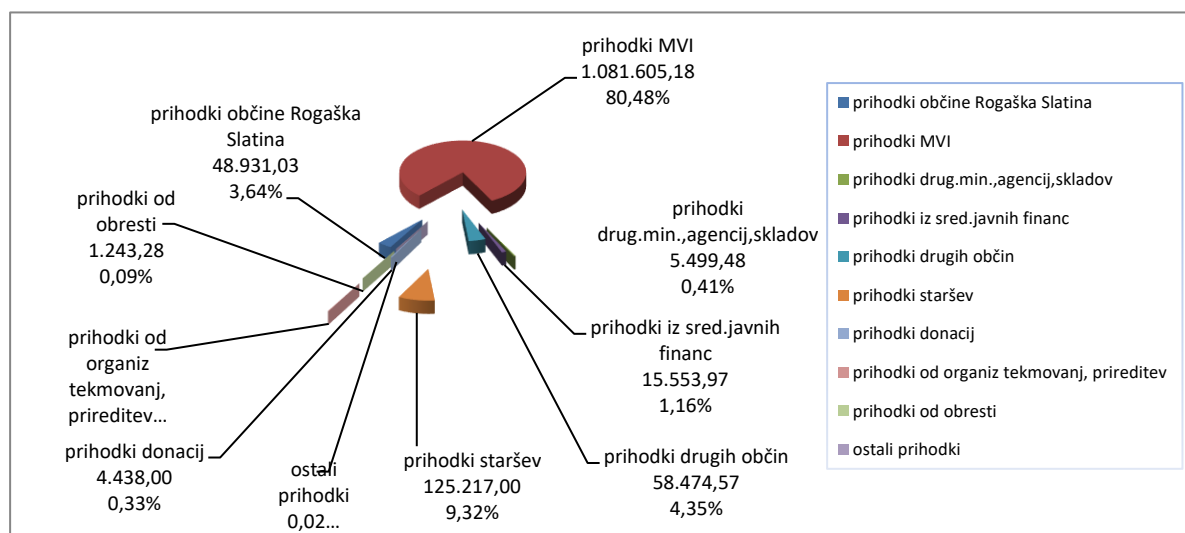 prihodki MVI
1.081.605,18
80,48%
prihodki občine Rogaška
Slatina
48.931,03
3,64%
prihodki od
obresti
1.243,28
0,09%
prihodki od
organiz
tekmovanj,
prireditev...
prihodki donacij
4.438,00
0,33%
ostali
prihodki
0,02...
prihodki staršev
125.217,00
9,32%
prihodki drugih občin
58.474,57
4,35%
prihodki iz sred.javnih
financ
15.553,97
1,16%
prihodki
drug.min.,agencij,skladov
5.499,48
0,41%
prihodki občine Rogaška Slatina
prihodki MVI
prihodki drug.min.,agencij,skladov
prihodki iz sred.javnih financ
prihodki drugih občin
prihodki staršev
prihodki donacij
prihodki od organiz tekmovanj, prireditev
prihodki od obresti
ostali prihodki